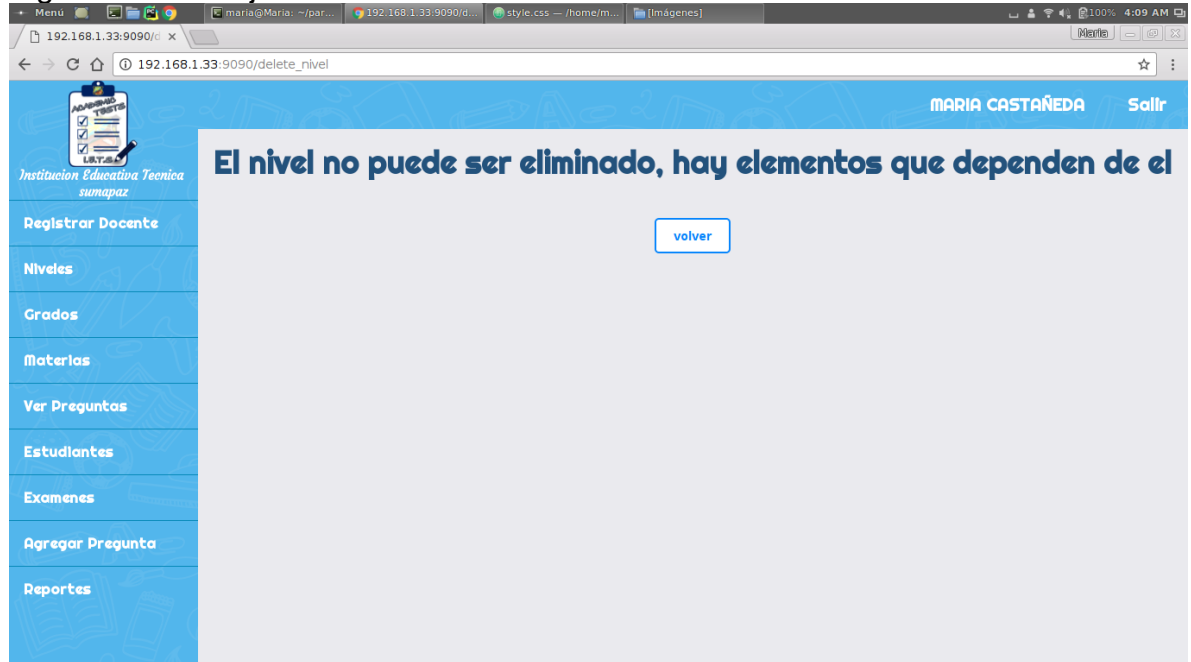 Menú
maria@Maria: ~/par...
192.168.1.33:9090/d...
style.css — /home/m...
[Imágenes]
100% 4:09 AM
192.168.1.33:9090/d
Maria
192.168.1.33:9090/delete_nivel
ACADEMIC
TESTS
I.E.T.S.
Institucion Educativa Tecnica
sumapaz
MARIA CASTAÑEDA
Salir
El nivel no puede ser eliminado, hay elementos que dependen de el
volver
Registrar Docente
Niveles
Grados
Materias
Ver Preguntas
Estudiantes
Examenes
Agregar Pregunta
Reportes